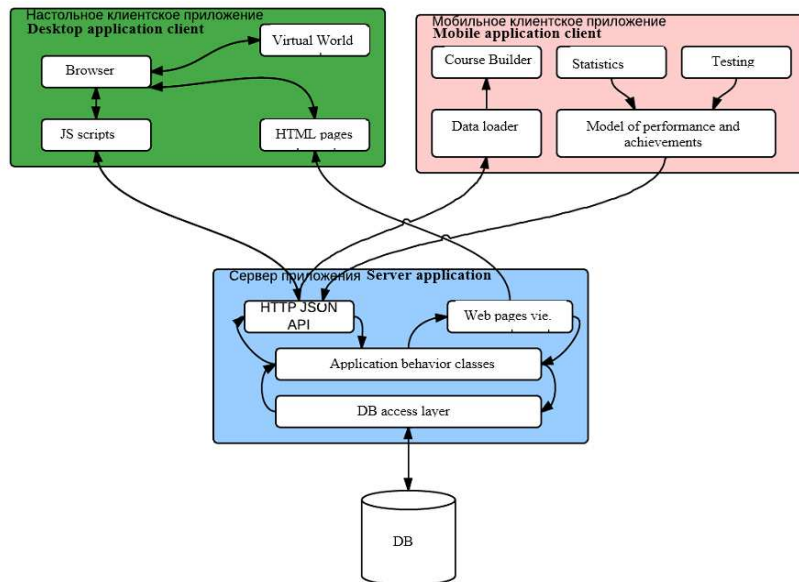 Настольное клиентское приложение
Desktop application client
Virtual World
Browser
JS scripts
HTML pages
Мобильное клиентское приложение
Mobile application client
Course Builder
Statistics
Testing
Data loader
Model of performance and
achievements
Сервер приложения Server application
HTTP JSON
API
Web pages vie.
Application behavior classes
DB access layer
DB